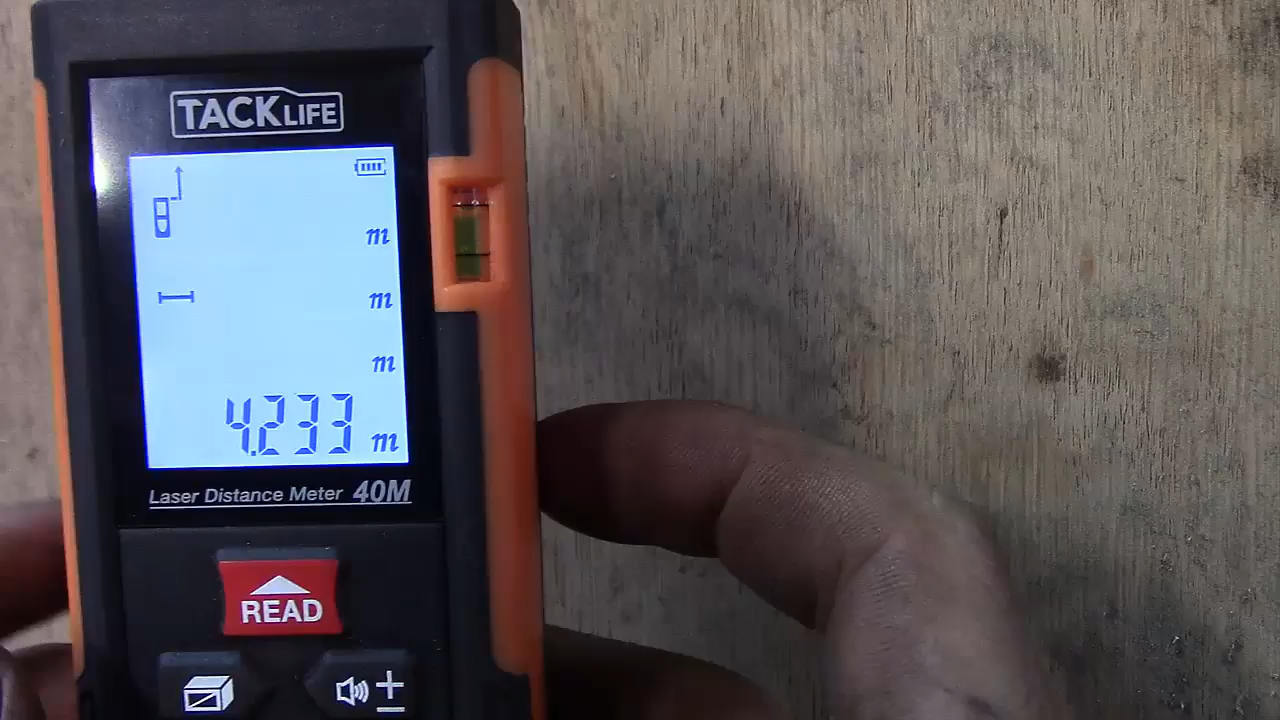 TACKLIFE
m
m
m
4.233 m
Laser Distance Meter 40M
READ